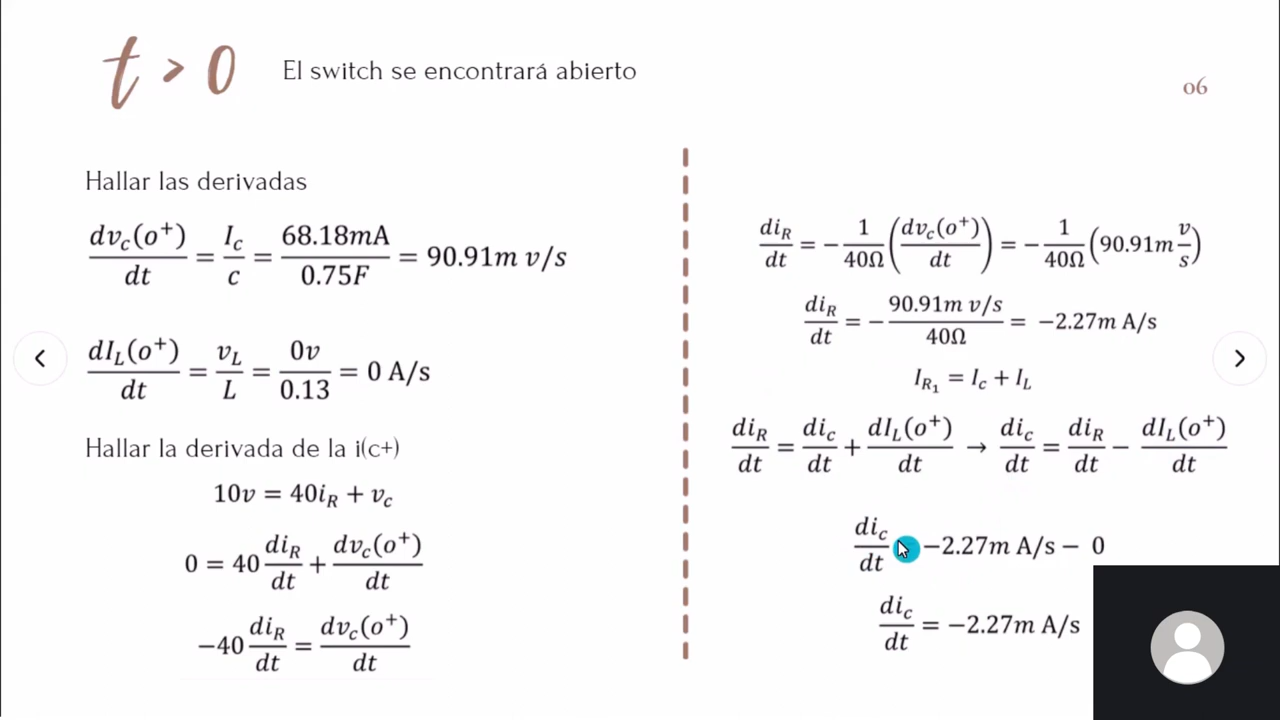 t > 0
El switch se encontrará abierto
06
Hallar las derivadas
dv_c(o⁺)/dt = I_c/c = 68.18mA/0.75F = 90.91m v/s
dI_L(o⁺)/dt = v_L/L = 0v/0.13 = 0 A/s
Hallar la derivada de la i(c+)
10v = 40i_R + v_c
0 = 40 di_R/dt + dv_c(o⁺)/dt
−40 di_R/dt = dv_c(o⁺)/dt
di_R/dt = −1/40Ω (dv_c(o⁺)/dt) = −1/40Ω (90.91m v/s)
di_R/dt = −90.91m v/s/40Ω = −2.27m A/s
I_R₁ = I_c + I_L
di_R/dt = di_c/dt + dI_L(o⁺)/dt → di_c/dt = di_R/dt − dI_L(o⁺)/dt
di_c/dt −2.27m A/s − 0
di_c/dt = −2.27m A/s